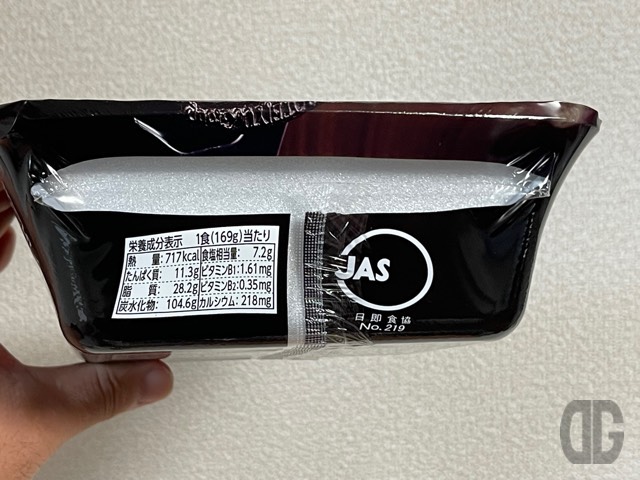 栄養成分表示 1食(169g)当たり
熱 量: 717kcal 食塩相当量: 7.2g
たんぱく質: 11.3g ビタミンB1: 1.61mg
脂 質: 28.2g ビタミンB2: 0.35mg
炭水化物: 104.6g カルシウム: 218mg
JAS
日即食協
No.219
DG